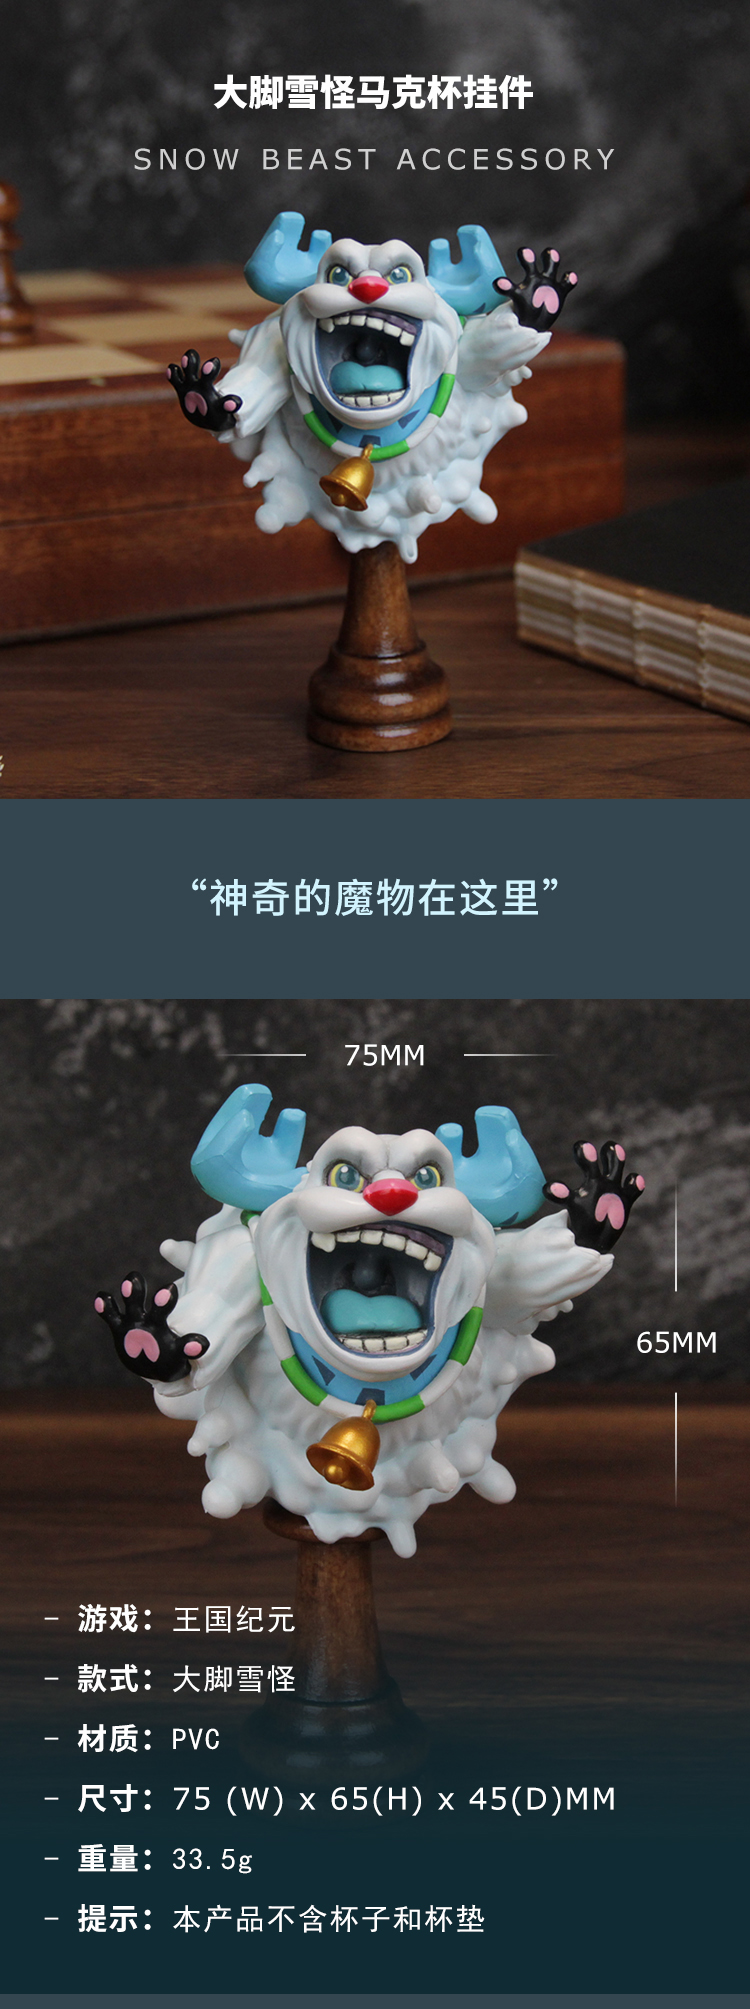 大脚雪怪马克杯挂件
SNOW BEAST ACCESSORY
“神奇的魔物在这里”
75MM
65MM
- 游戏：王国纪元
- 款式：大脚雪怪
- 材质：PVC
- 尺寸：75 (W) x 65(H) x 45(D)MM
- 重量：33.5g
- 提示：本产品不含杯子和杯垫